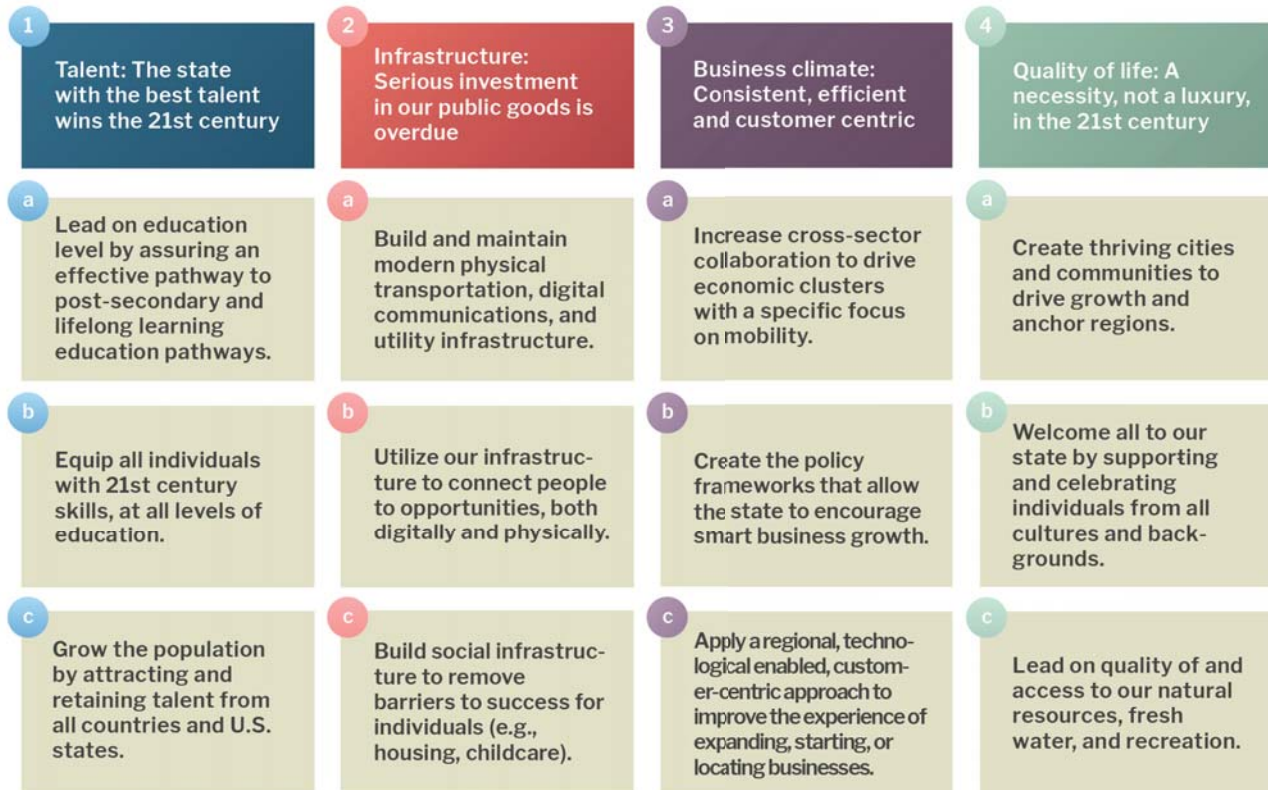 1
Talent: The state
with the best talent
wins the 21st century
2
Infrastructure:
Serious investment
in our public goods is
overdue
3
Business climate:
Consistent, efficient
and customer centric
4
Quality of life: A
necessity, not a luxury,
in the 21st century
a
Lead on education
level by assuring an
effective pathway to
post-secondary and
lifelong learning
education pathways.
a
Build and maintain
modern physical
transportation, digital
communications, and
utility infrastructure.
a
Increase cross-sector
collaboration to drive
economic clusters
with a specific focus
on mobility.
a
Create thriving cities
and communities to
drive growth and
anchor regions.
b
Equip all individuals
with 21st century
skills, at all levels of
education.
b
Utilize our infrastruc-
ture to connect people
to opportunities, both
digitally and physically.
b
Create the policy
frameworks that allow
the state to encourage
smart business growth.
b
Welcome all to our
state by supporting
and celebrating
individuals from all
cultures and back-
grounds.
c
Grow the population
by attracting and
retaining talent from
all countries and U.S.
states.
c
Build social infrastruc-
ture to remove
barriers to success for
individuals (e.g.,
housing, childcare).
c
Apply a regional, techno-
logical enabled, custom-
er-centric approach to
improve the experience of
expanding, starting, or
locating businesses.
c
Lead on quality of and
access to our natural
resources, fresh
water, and recreation.